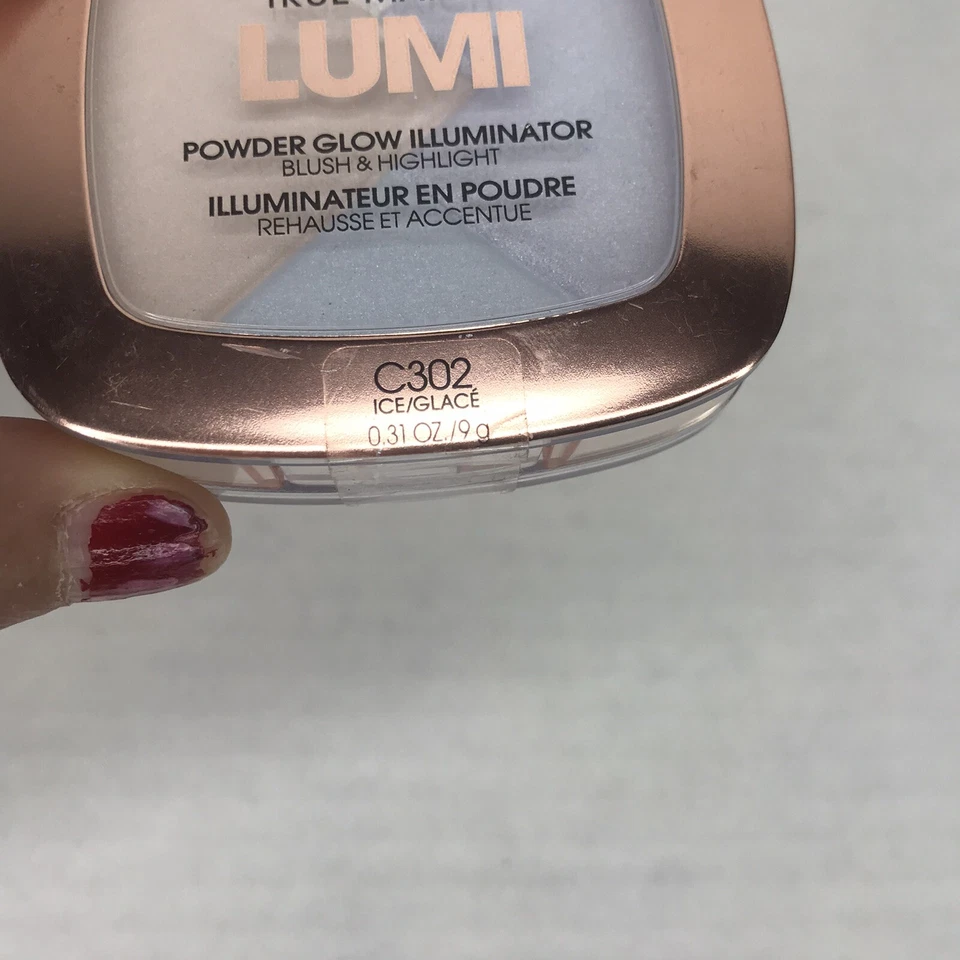 TRUE
LUMI
POWDER GLOW ILLUMINATOR
BLUSH & HIGHLIGHT
ILLUMINATEUR EN POUDRE
REHAUSSE ET ACCENTUE
C302
ICE/GLACÉ
0.31 OZ./9 g